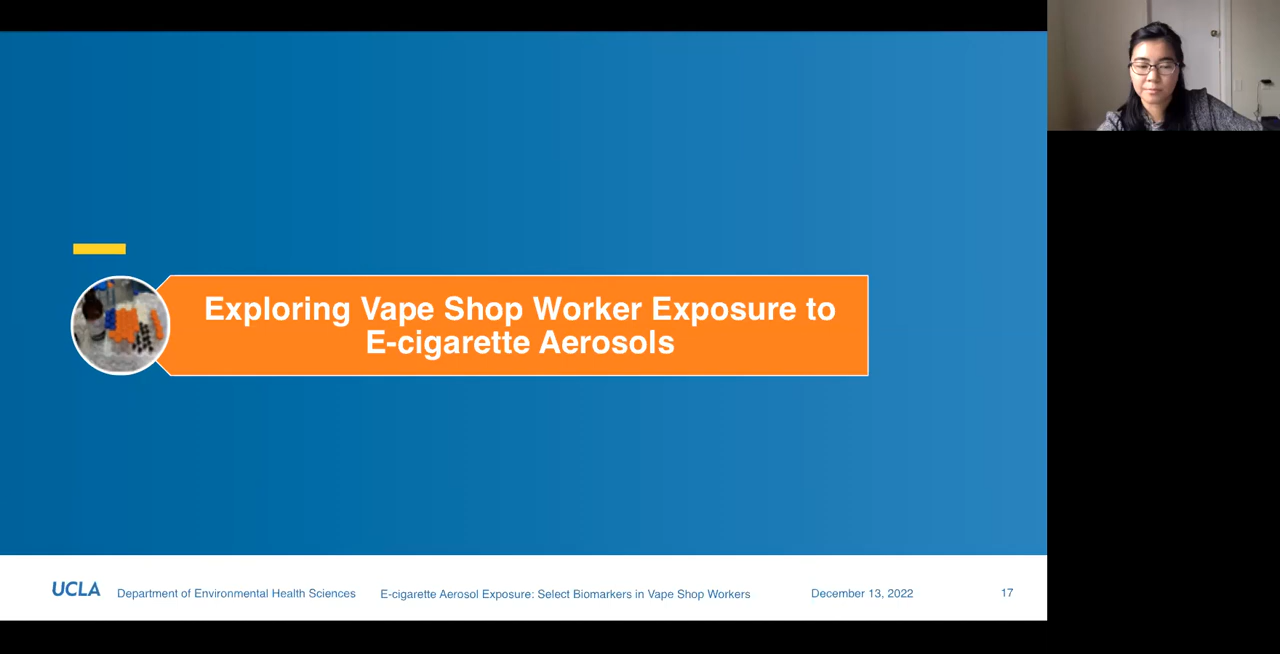 Exploring Vape Shop Worker Exposure to
E-cigarette Aerosols
UCLA Department of Environmental Health Sciences E-cigarette Aerosol Exposure: Select Biomarkers in Vape Shop Workers December 13, 2022 17